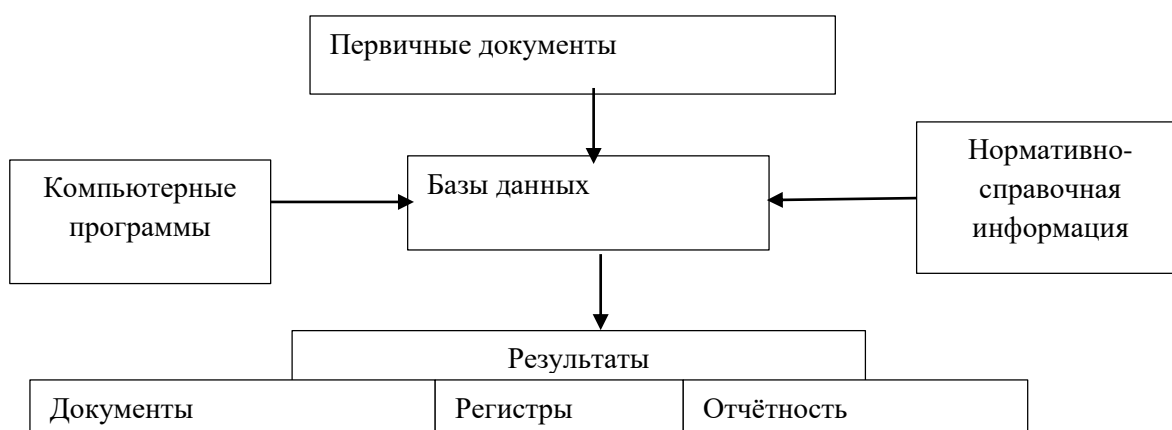 Первичные документы
Компьютерные
программы
Базы данных
Нормативно-
справочная
информация
Результаты
Документы
Регистры
Отчётность